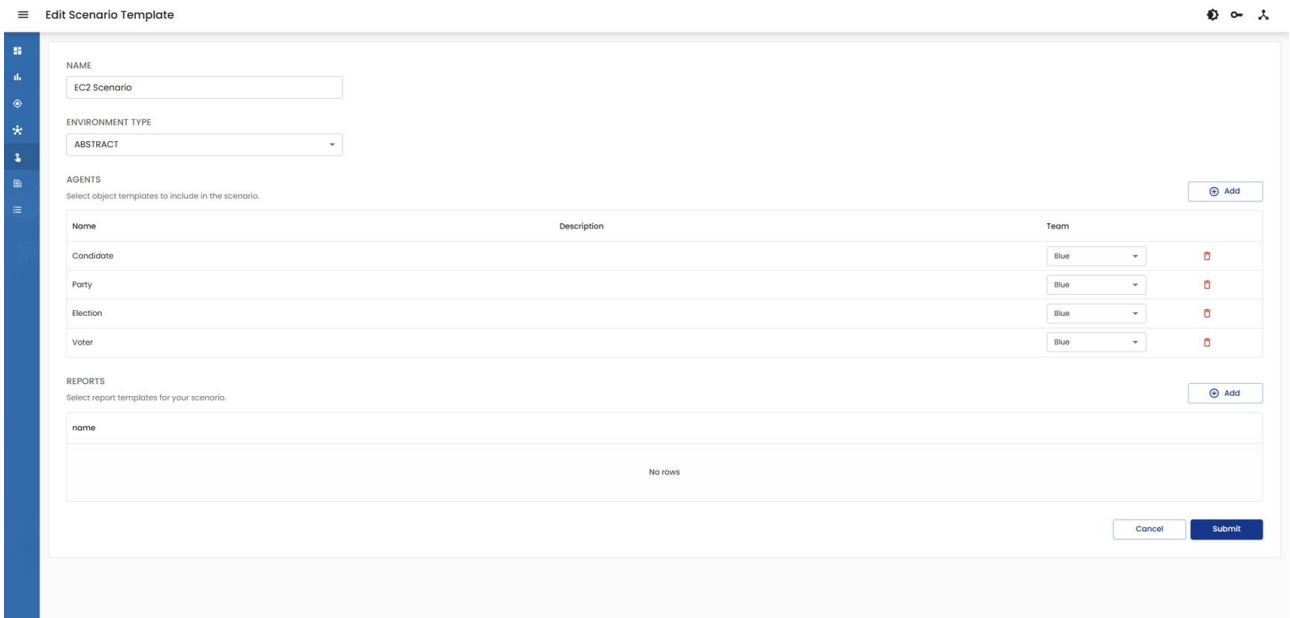 Edit Scenario Template
NAME
EC2 Scenario
ENVIRONMENT TYPE
ABSTRACT
AGENTS
Select object templates to include in the scenario.
Add
Name Description Team
Candidate Blue
Party Blue
Election Blue
Voter Blue
REPORTS
Select report templates for your scenario.
Add
name
No rows
Cancel Submit